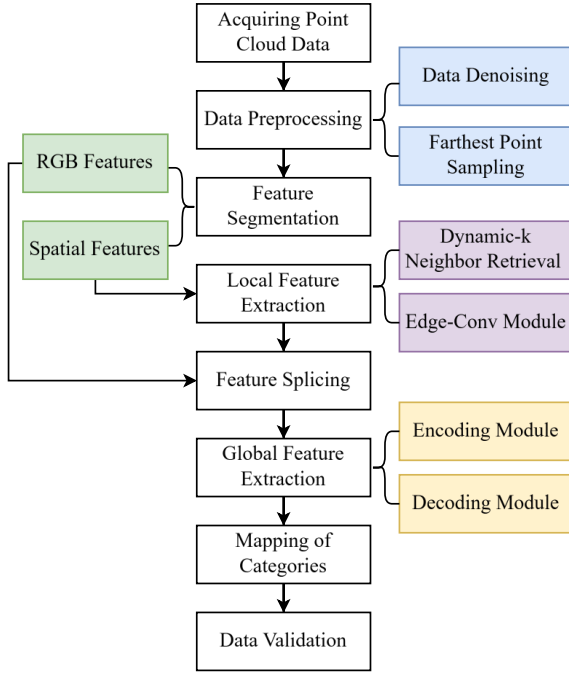 Acquiring Point
Cloud Data
Data Preprocessing
Data Denoising
Farthest Point
Sampling
RGB Features
Spatial Features
Feature
Segmentation
Local Feature
Extraction
Dynamic-k
Neighbor Retrieval
Edge-Conv Module
Feature Splicing
Global Feature
Extraction
Encoding Module
Decoding Module
Mapping of
Categories
Data Validation